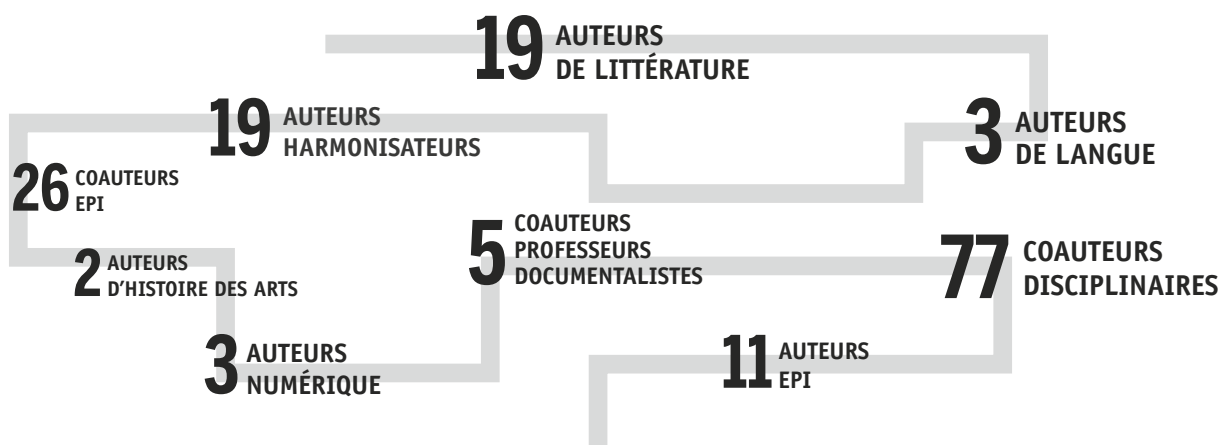 19 AUTEURS
DE LITTÉRATURE
3 AUTEURS
DE LANGUE
19 AUTEURS
HARMONISATEURS
26 COAUTEURS
EPI
2 AUTEURS
D'HISTOIRE DES ARTS
3 AUTEURS
NUMÉRIQUE
5 COAUTEURS
PROFESSEURS
DOCUMENTALISTES
77 COAUTEURS
DISCIPLINAIRES
11 AUTEURS
EPI